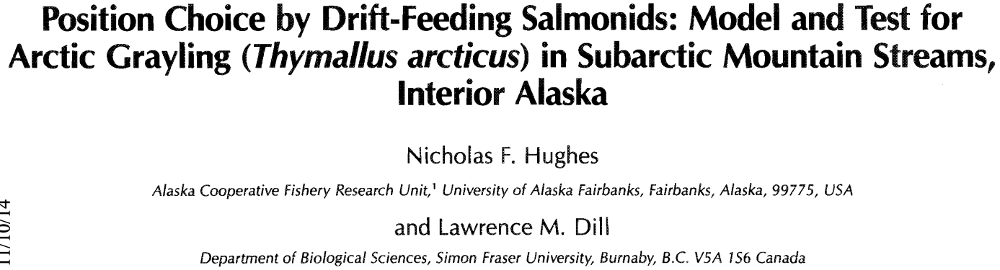 Position Choice by Drift-Feeding Salmonids: Model and Test for
Arctic Grayling (Thymallus arcticus) in Subarctic Mountain Streams,
Interior Alaska
Nicholas F. Hughes
Alaska Cooperative Fishery Research Unit,¹ University of Alaska Fairbanks, Fairbanks, Alaska, 99775, USA
and Lawrence M. Dill
Department of Biological Sciences, Simon Fraser University, Burnaby, B.C. V5A 1S6 Canada
11/10/14